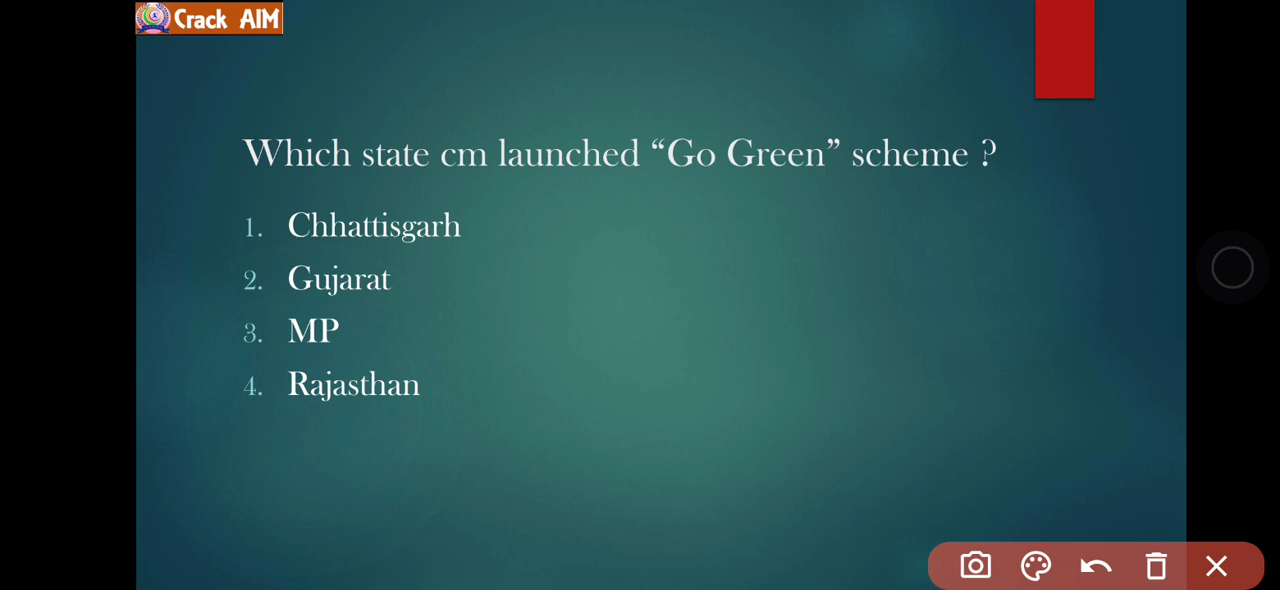 Crack AIM
Which state cm launched “Go Green” scheme ?
1. Chhattisgarh
2. Gujarat
3. MP
4. Rajasthan